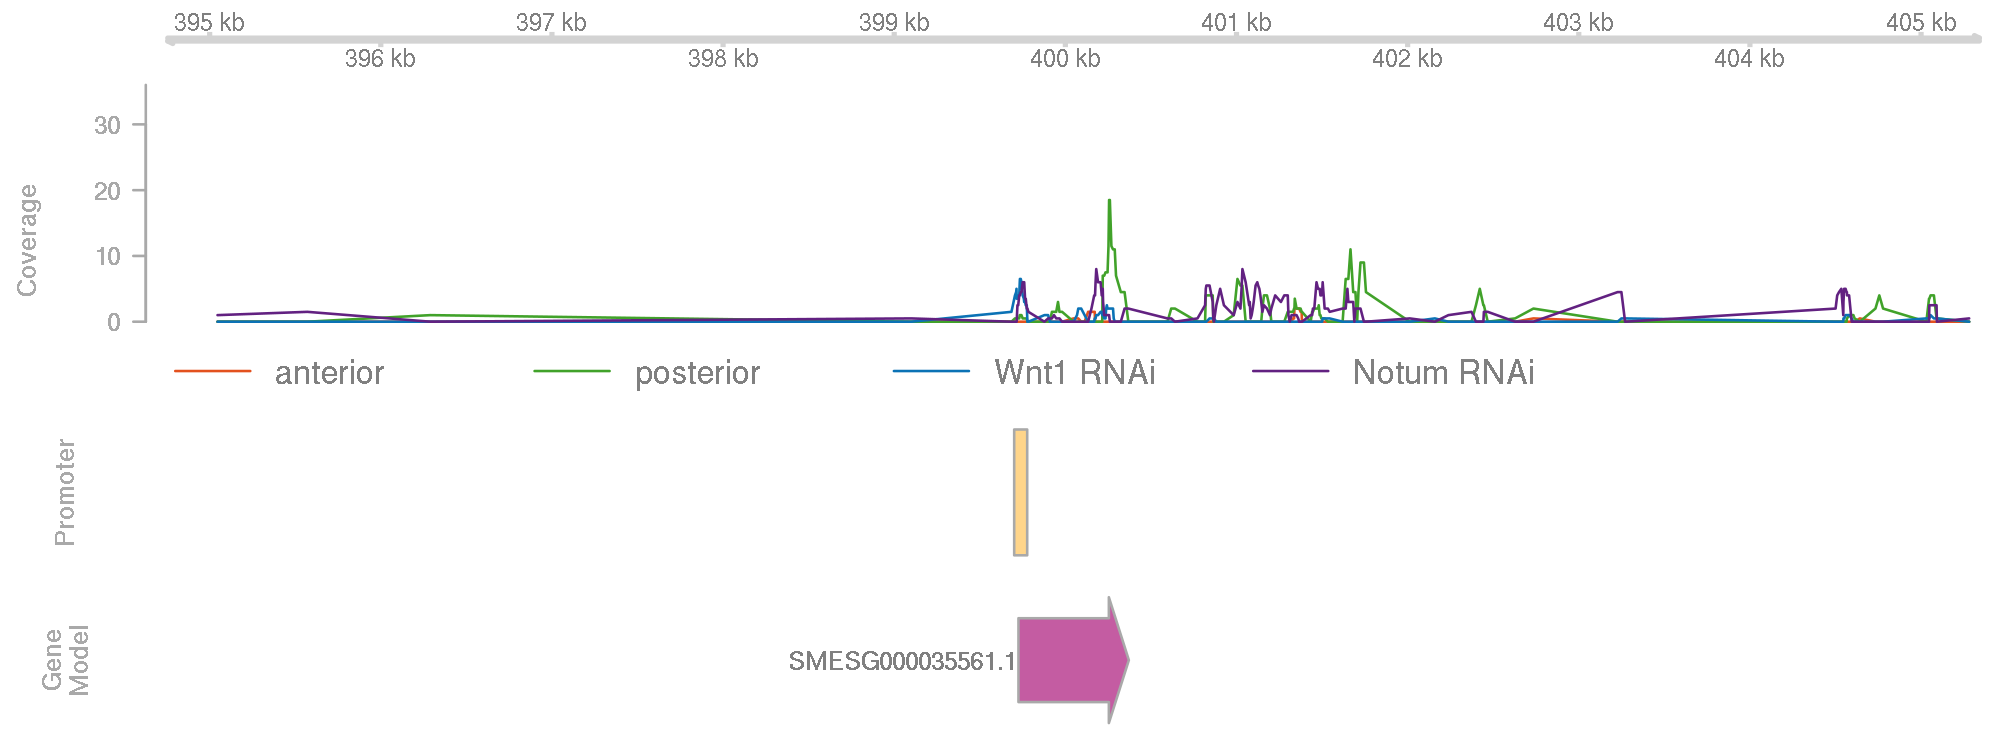 395 kb 397 kb 399 kb 401 kb 403 kb 405 kb
396 kb 398 kb 400 kb 402 kb 404 kb
Coverage
30
20
10
0
anterior posterior Wnt1 RNAi Notum RNAi
Promoter
Gene
Model
SMESG000035561.1